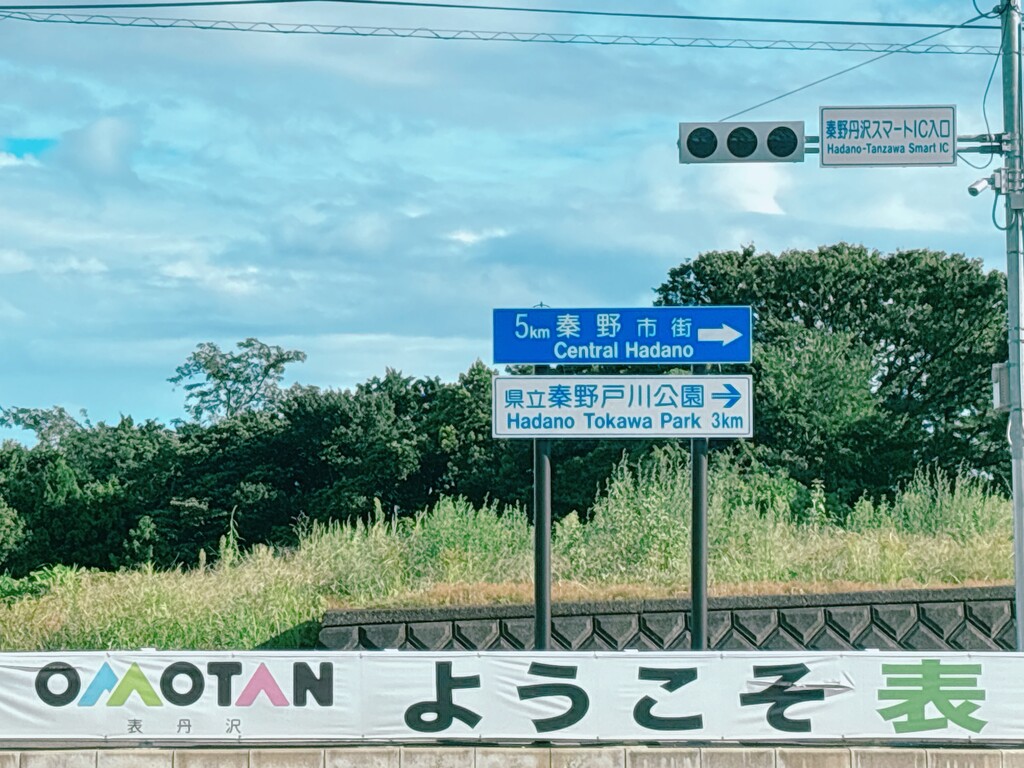 秦野丹沢スマートIC入口
Hadano-Tanzawa Smart IC
5km 秦野市街
Central Hadano
県立秦野戸川公園
Hadano Tokawa Park 3km
OMOTAN
表丹沢
ようこそ表